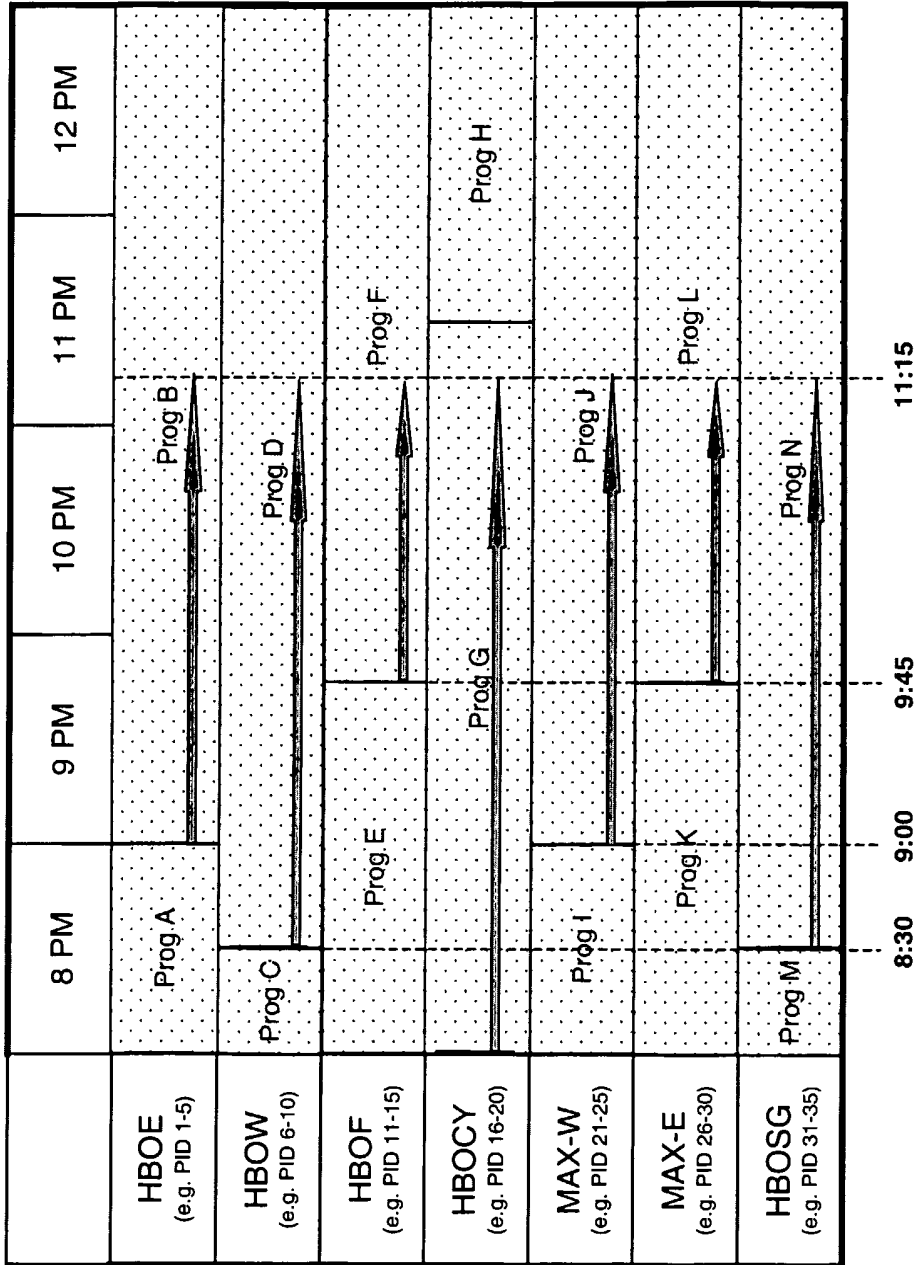 8 PM
9 PM
10 PM
11 PM
12 PM
HBOE
(e.g. PID 1-5)
Prog A
Prog B
HBOW
(e.g. PID 6-10)
Prog C
Prog D
HBOF
(e.g. PID 11-15)
Prog E
Prog F
HBOCY
(e.g. PID 16-20)
Prog G
Prog H
MAX-W
(e.g. PID 21-25)
Prog I
Prog J
MAX-E
(e.g. PID 26-30)
Prog K
Prog L
HBOSG
(e.g. PID 31-35)
Prog M
Prog N
8:30
9:00
9:45
11:15